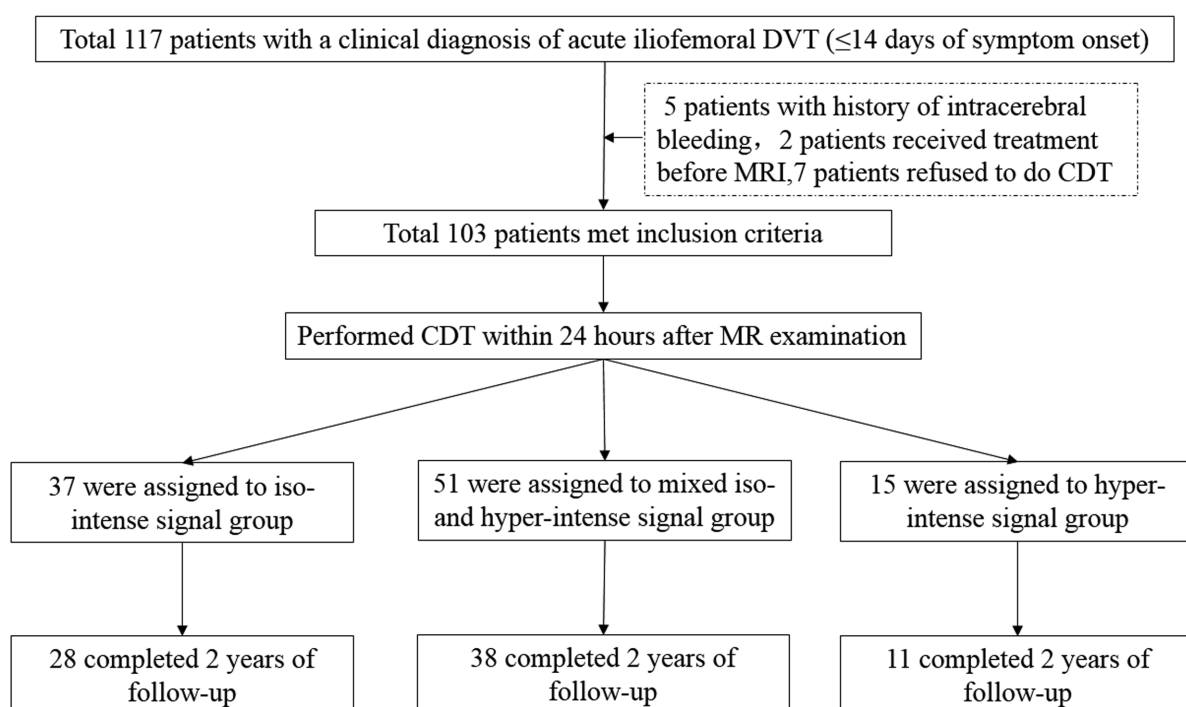 Total 117 patients with a clinical diagnosis of acute iliofemoral DVT (≤14 days of symptom onset)
5 patients with history of intracerebral
bleeding，2 patients received treatment
before MRI,7 patients refused to do CDT
Total 103 patients met inclusion criteria
Performed CDT within 24 hours after MR examination
37 were assigned to iso-
intense signal group
51 were assigned to mixed iso-
and hyper-intense signal group
15 were assigned to hyper-
intense signal group
28 completed 2 years of
follow-up
38 completed 2 years of
follow-up
11 completed 2 years of
follow-up